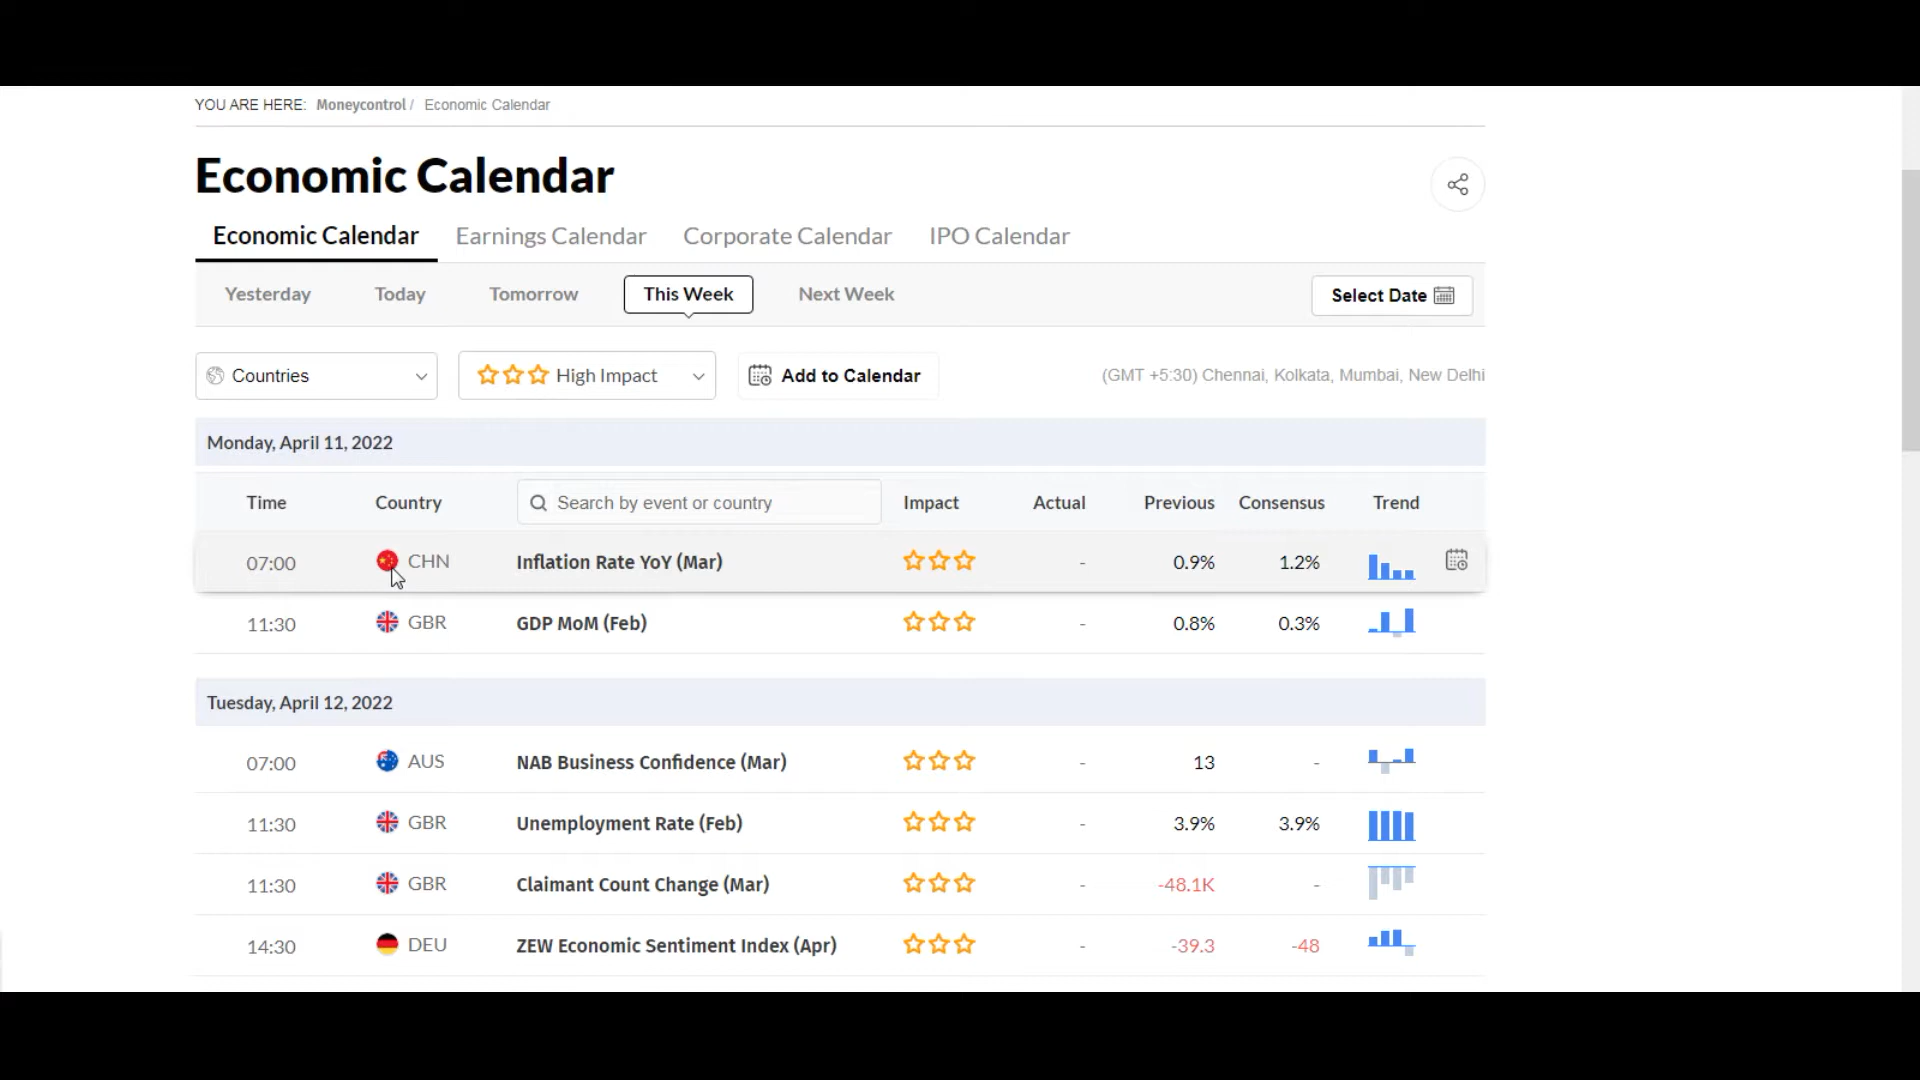 YOU ARE HERE: Moneycontrol / Economic Calendar
Economic Calendar
Economic Calendar Earnings Calendar Corporate Calendar IPO Calendar
Yesterday Today Tomorrow This Week Next Week Select Date
Countries High Impact Add to Calendar (GMT +5:30) Chennai, Kolkata, Mumbai, New Delhi
Monday, April 11, 2022
Time Country Search by event or country Impact Actual Previous Consensus Trend
07:00 CHN Inflation Rate YoY (Mar) - 0.9% 1.2%
11:30 GBR GDP MoM (Feb) - 0.8% 0.3%
Tuesday, April 12, 2022
07:00 AUS NAB Business Confidence (Mar) - 13 -
11:30 GBR Unemployment Rate (Feb) - 3.9% 3.9%
11:30 GBR Claimant Count Change (Mar) - -48.1K -
14:30 DEU ZEW Economic Sentiment Index (Apr) - -39.3 -48